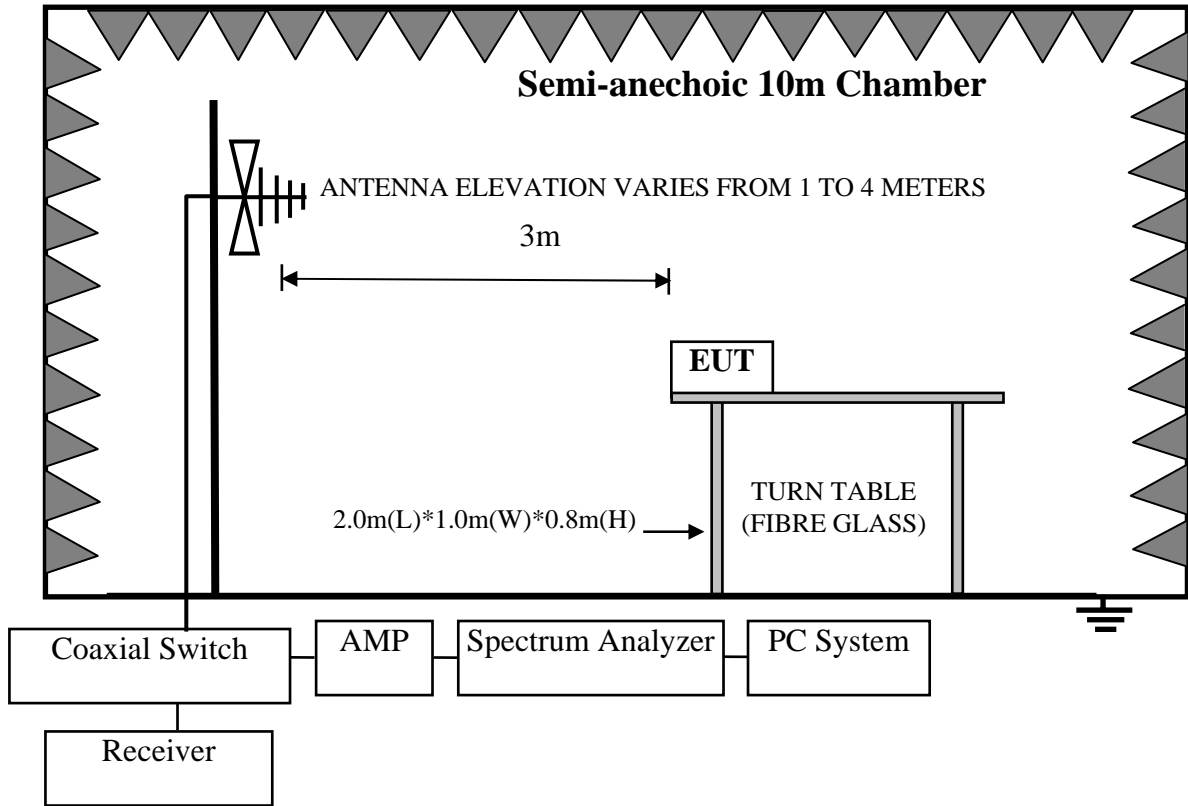 Semi-anechoic 10m Chamber
ANTENNA ELEVATION VARIES FROM 1 TO 4 METERS
3m
EUT
TURN TABLE
(FIBRE GLASS)
2.0m(L)*1.0m(W)*0.8m(H)
Coaxial Switch
AMP
Spectrum Analyzer
PC System
Receiver